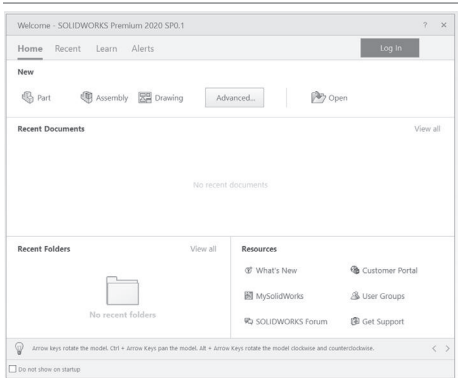 Welcome - SOLIDWORKS Premium 2020 SP0.1 ? ×
Home Recent Learn Alerts Log In
New
Part Assembly Drawing Advanced... Open
Recent Documents View all
No recent documents
Recent Folders View all
No recent folders
Resources
What's New Customer Portal
MySolidWorks User Groups
SOLIDWORKS Forum Get Support
Arrow keys rotate the model. Ctrl + Arrow Keys pan the model. Alt + Arrow Keys rotate the model clockwise and counterclockwise. < >
Do not show on startup